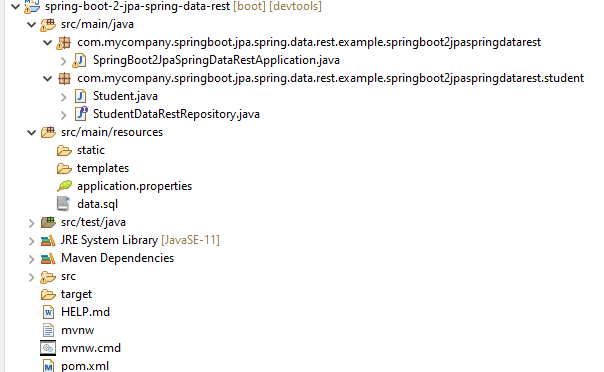 spring-boot-2-jpa-spring-data-rest [boot] [devtools]
src/main/java
com.mycompany.springboot.jpa.spring.data.rest.example.springboot2jpaspringdatarest
SpringBoot2JpaSpringDataRestApplication.java
com.mycompany.springboot.jpa.spring.data.rest.example.springboot2jpaspringdatarest.student
Student.java
StudentDataRestRepository.java
src/main/resources
static
templates
application.properties
data.sql
src/test/java
JRE System Library [JavaSE-11]
Maven Dependencies
src
target
HELP.md
mvnw
mvnw.cmd
pom.xml